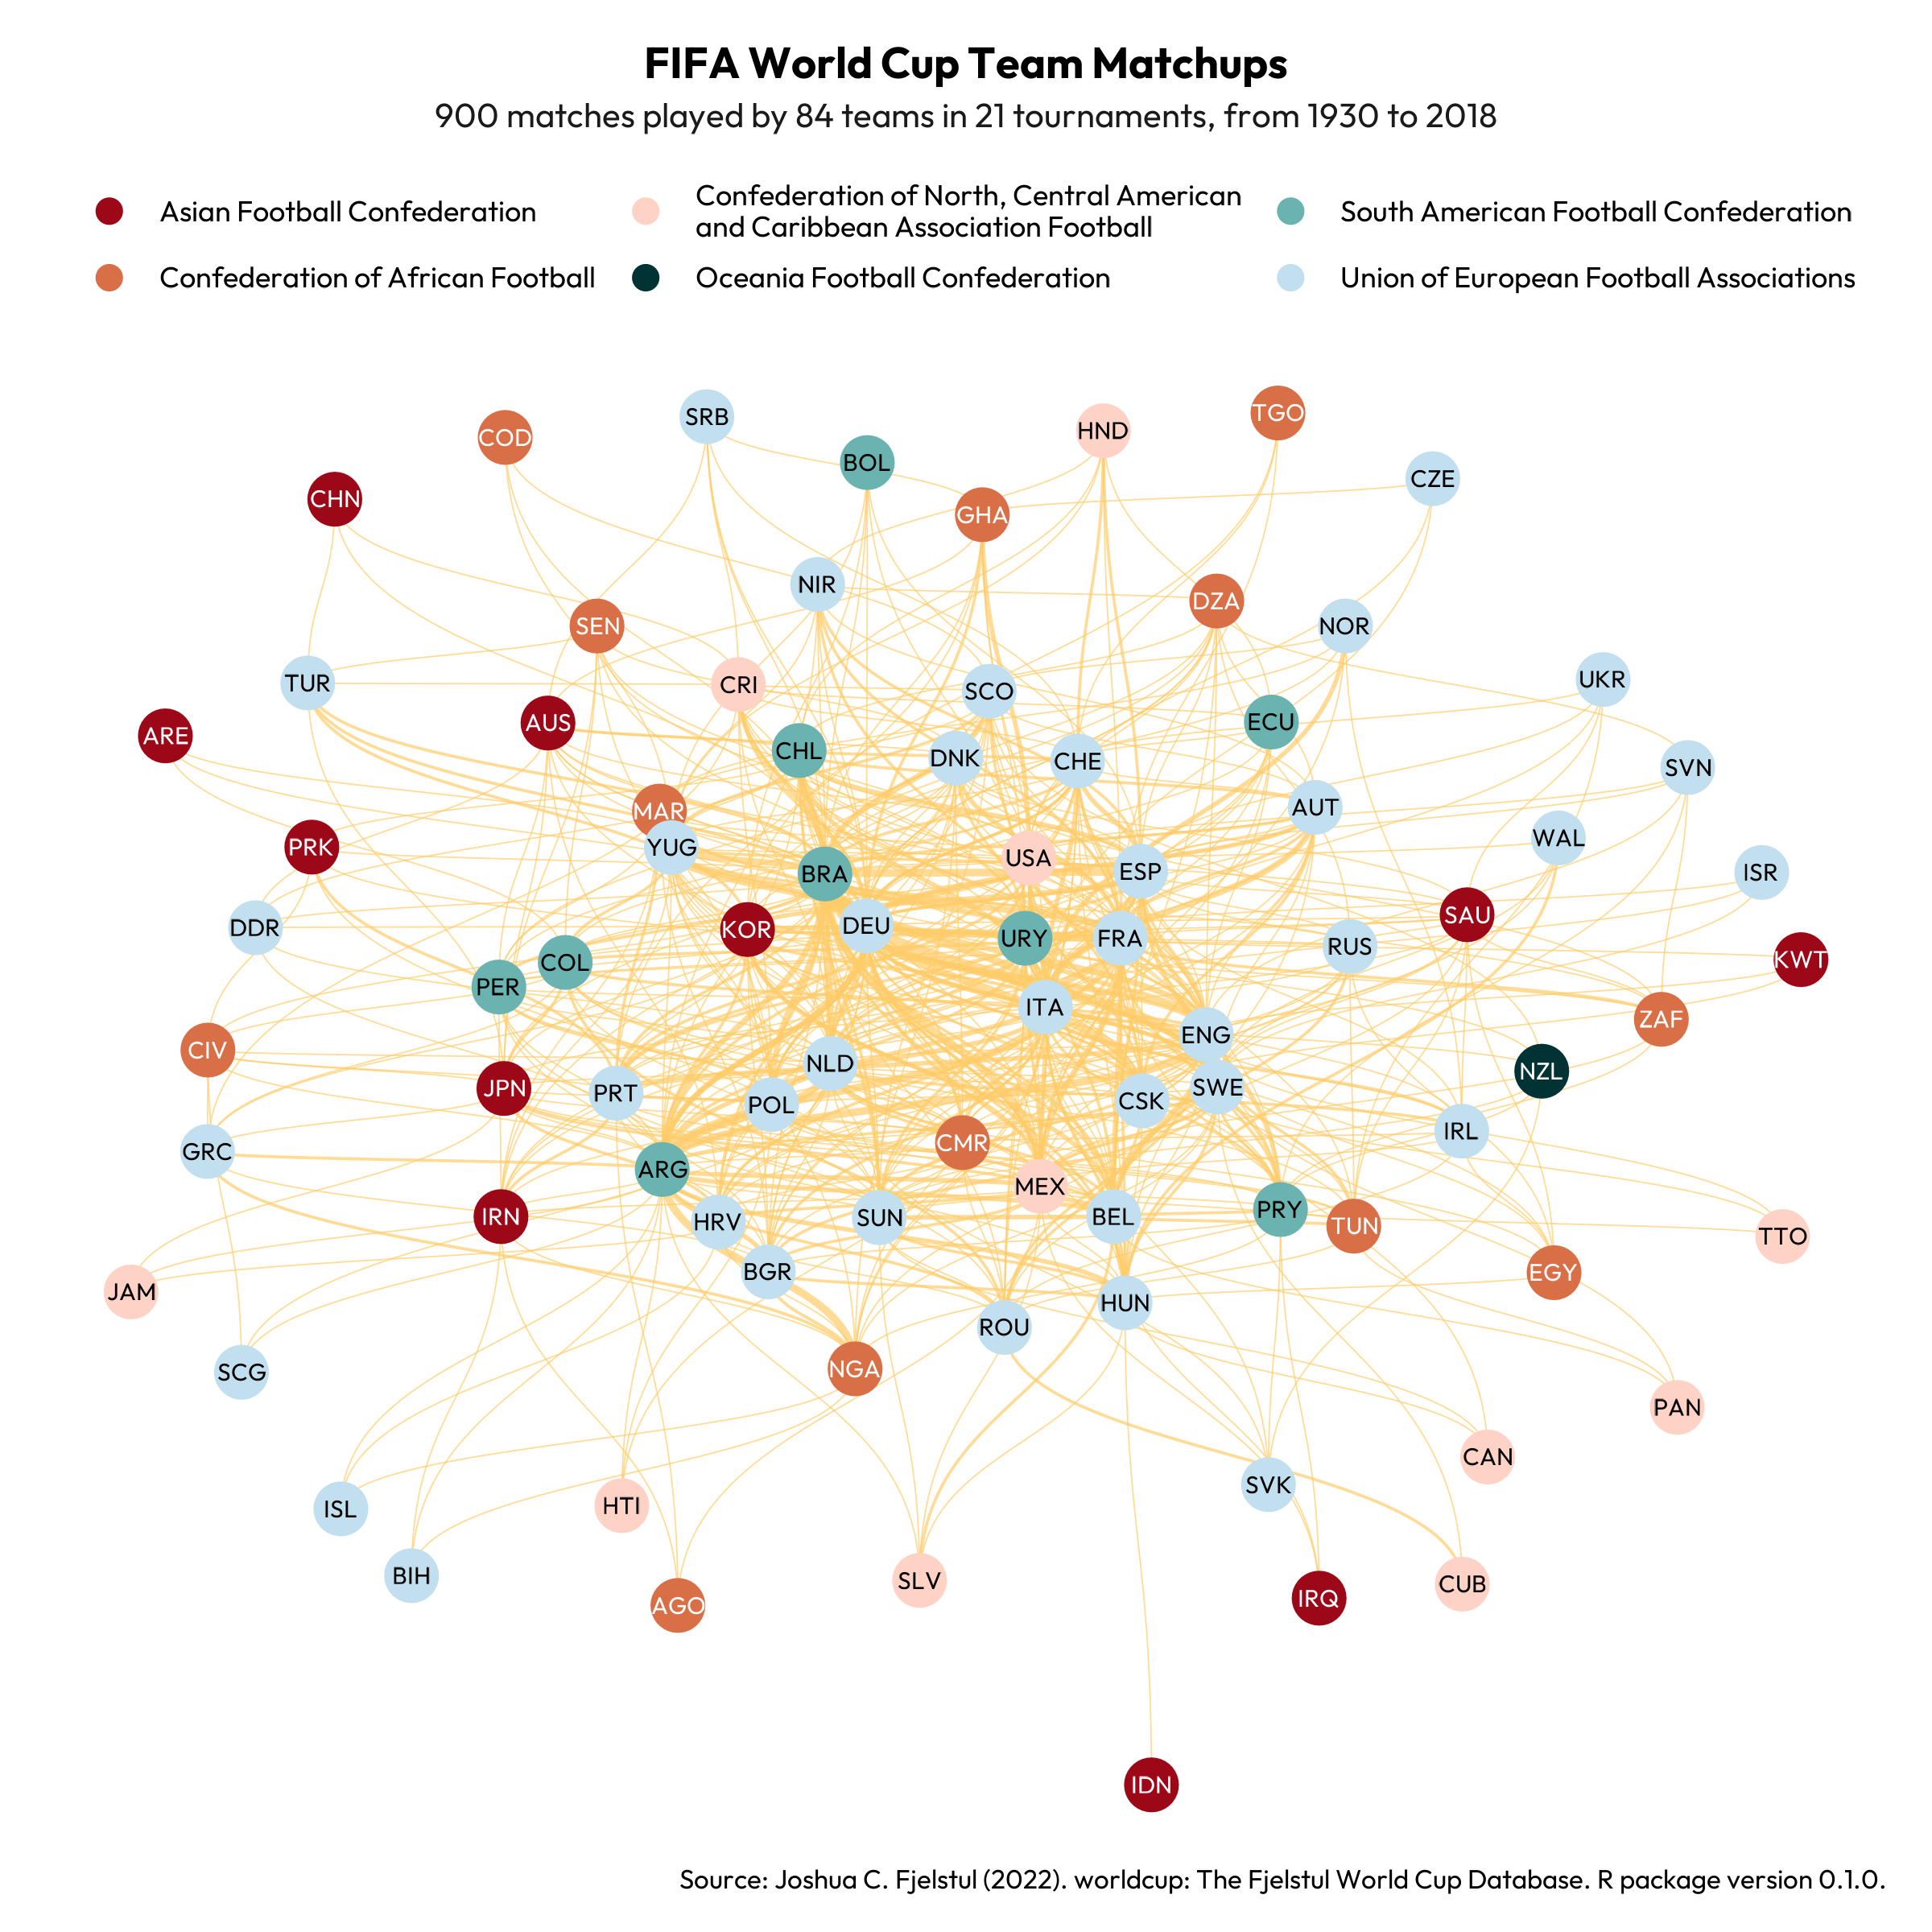 FIFA World Cup Team Matchups
900 matches played by 84 teams in 21 tournaments, from 1930 to 2018
Asian Football Confederation
Confederation of North, Central American
and Caribbean Association Football
South American Football Confederation
Confederation of African Football
Oceania Football Confederation
Union of European Football Associations
TGO
SRB
HND
COD
BOL
CZE
CHN
GHA
NIR
DZA
SEN
NOR
UKR
TUR
CRI
SCO
ECU
AUS
ARE
CHL
DNK
CHE
SVN
AUT
MAR
WAL
YUG
PRK
USA
ESP
ISR
BRA
SAU
DEU
DDR
KOR
URY
FRA
RUS
KWT
COL
PER
ITA
ZAF
ENG
CIV
NLD
NZL
SWE
JPN
PRT
CSK
POL
IRL
CMR
GRC
ARG
MEX
PRY
IRN
BEL
SUN
HRV
TUN
TTO
BGR
EGY
JAM
HUN
ROU
NGA
SCG
PAN
CAN
SVK
HTI
ISL
BIH
SLV
CUB
IRQ
AGO
IDN
Source: Joshua C. Fjelstul (2022). worldcup: The Fjelstul World Cup Database. R package version 0.1.0.